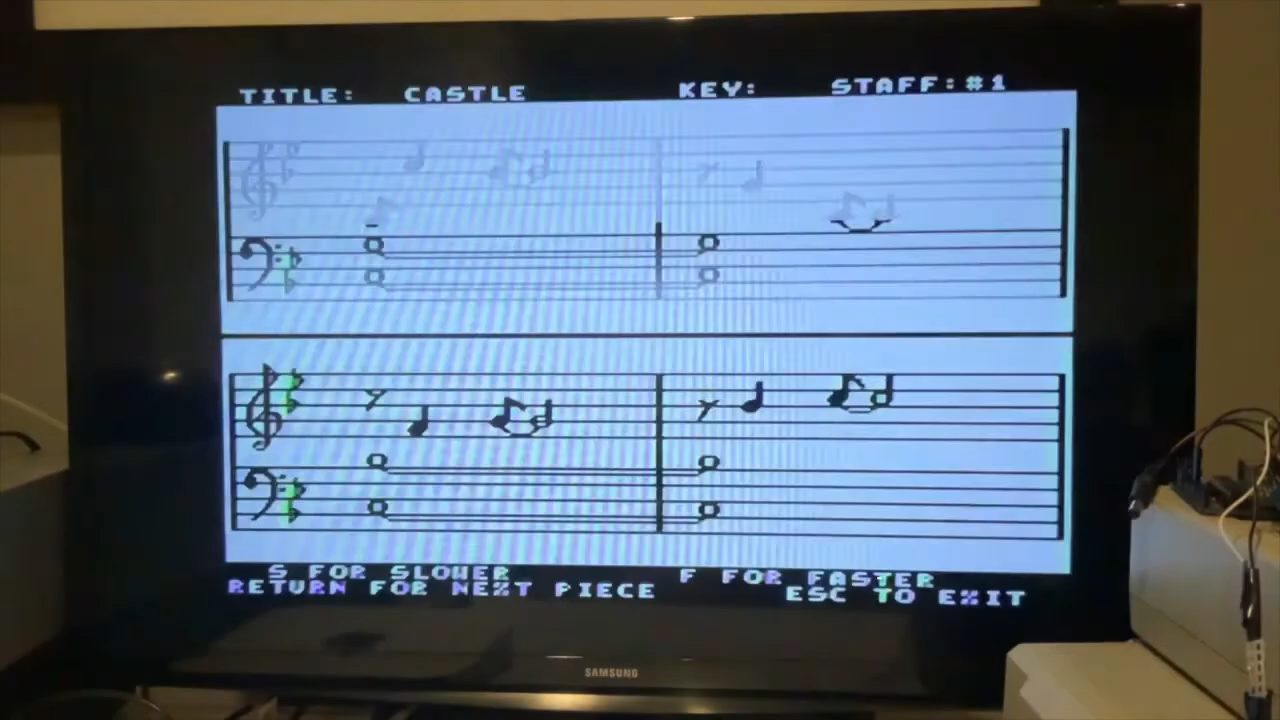 TITLE: CASTLE KEY: STAFF:#1
S FOR SLOWER F FOR FASTER
RETURN FOR NEXT PIECE ESC TO EXIT
SAMSUNG